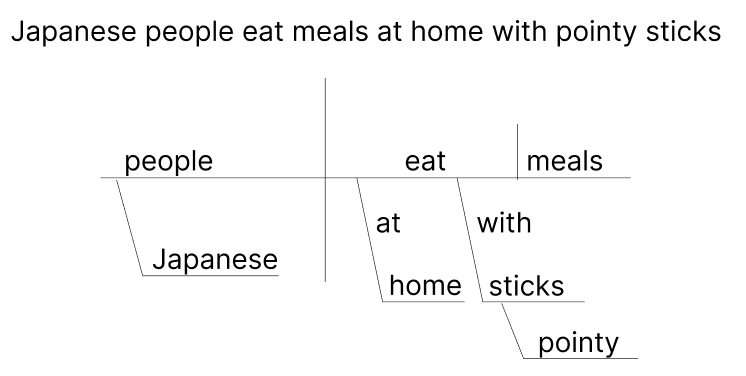 Japanese people eat meals at home with pointy sticks
people eat meals
at with
Japanese
home sticks
pointy